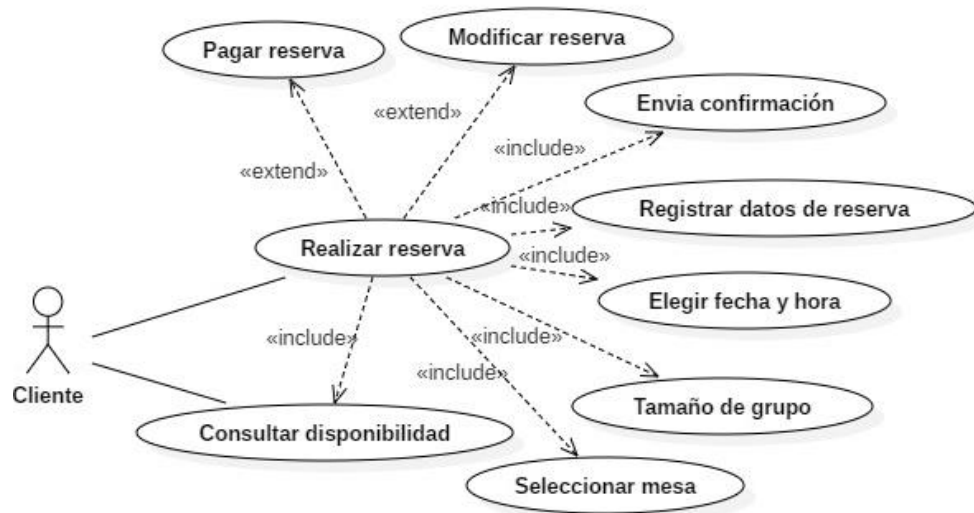 Pagar reserva
Modificar reserva
Envia confirmación
«extend»
«include»
«extend»
«include»
Registrar datos de reserva
Realizar reserva
«include»
Elegir fecha y hora
«include»
«include»
«include»
Cliente
Tamaño de grupo
Consultar disponibilidad
Seleccionar mesa